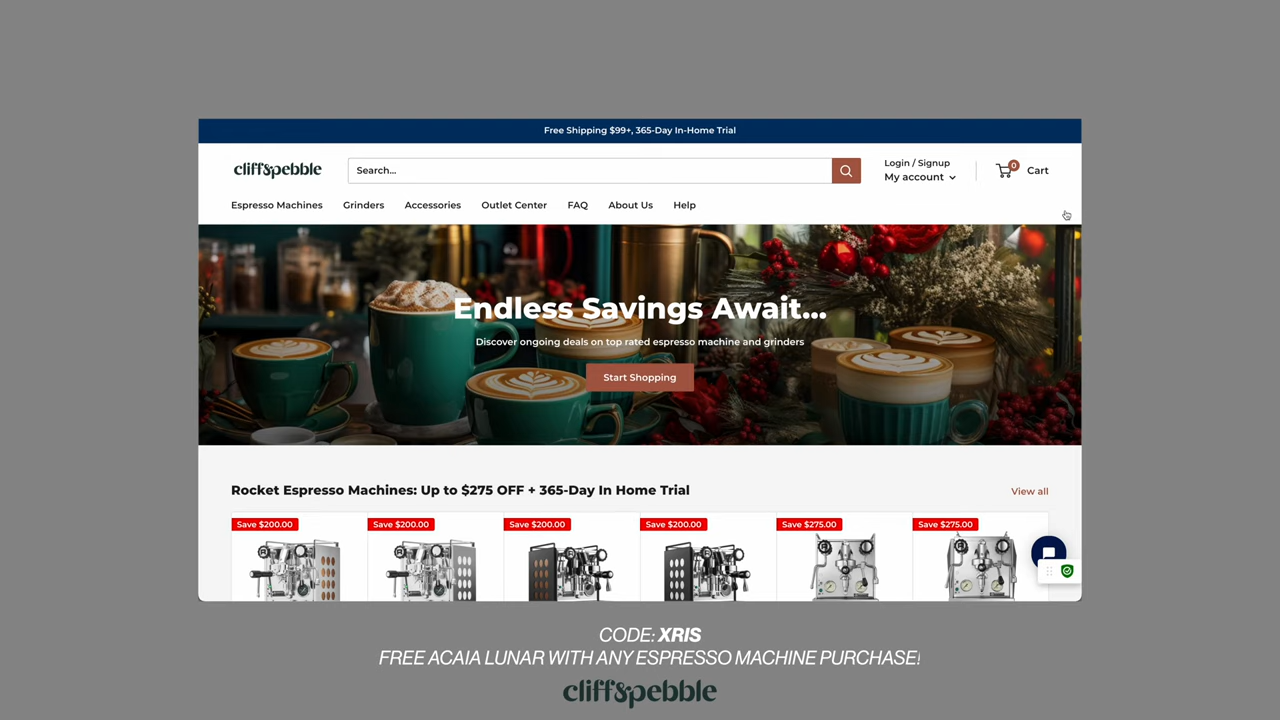 Free Shipping $99+, 365-Day In-Home Trial
cliff&pebble
Search...
Login / Signup
My account
0
Cart
Espresso Machines
Grinders
Accessories
Outlet Center
FAQ
About Us
Help
Endless Savings Await...
Discover ongoing deals on top rated espresso machine and grinders
Start Shopping
Rocket Espresso Machines: Up to $275 OFF + 365-Day In Home Trial
View all
Save $200.00
Save $200.00
Save $200.00
Save $200.00
Save $275.00
Save $275.00
CODE: XRIS
FREE ACAIA LUNAR WITH ANY ESPRESSO MACHINE PURCHASE!
cliff&pebble